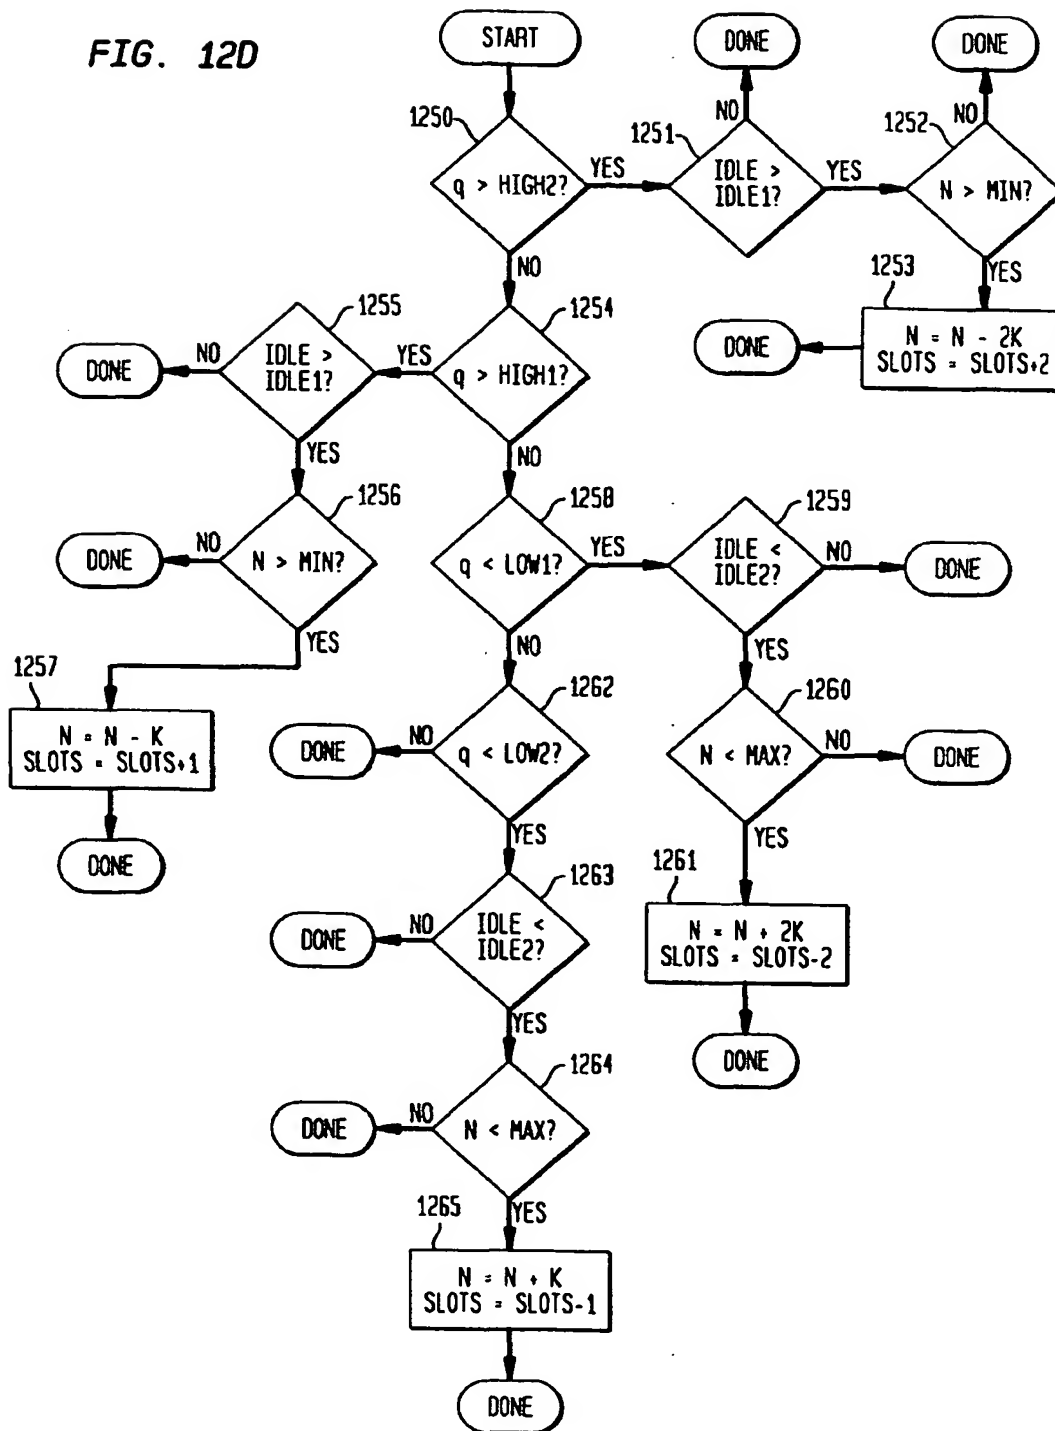 FIG. 12D
START
DONE
DONE
1250
q > HIGH2?
YES
NO
1251
IDLE >
IDLE1?
NO
YES
1252
N > MIN?
NO
YES
1253
N = N - 2K
SLOTS = SLOTS+2
DONE
1254
q > HIGH1?
YES
NO
1255
IDLE >
IDLE1?
NO
DONE
YES
1256
N > MIN?
NO
DONE
YES
1257
N = N - K
SLOTS = SLOTS+1
DONE
1258
q < LOW1?
YES
NO
1259
IDLE <
IDLE2?
NO
DONE
YES
1260
N < MAX?
NO
DONE
YES
1261
N = N + 2K
SLOTS = SLOTS-2
DONE
1262
q < LOW2?
NO
DONE
YES
1263
IDLE <
IDLE2?
NO
DONE
YES
1264
N < MAX?
NO
DONE
YES
1265
N = N + K
SLOTS = SLOTS-1
DONE